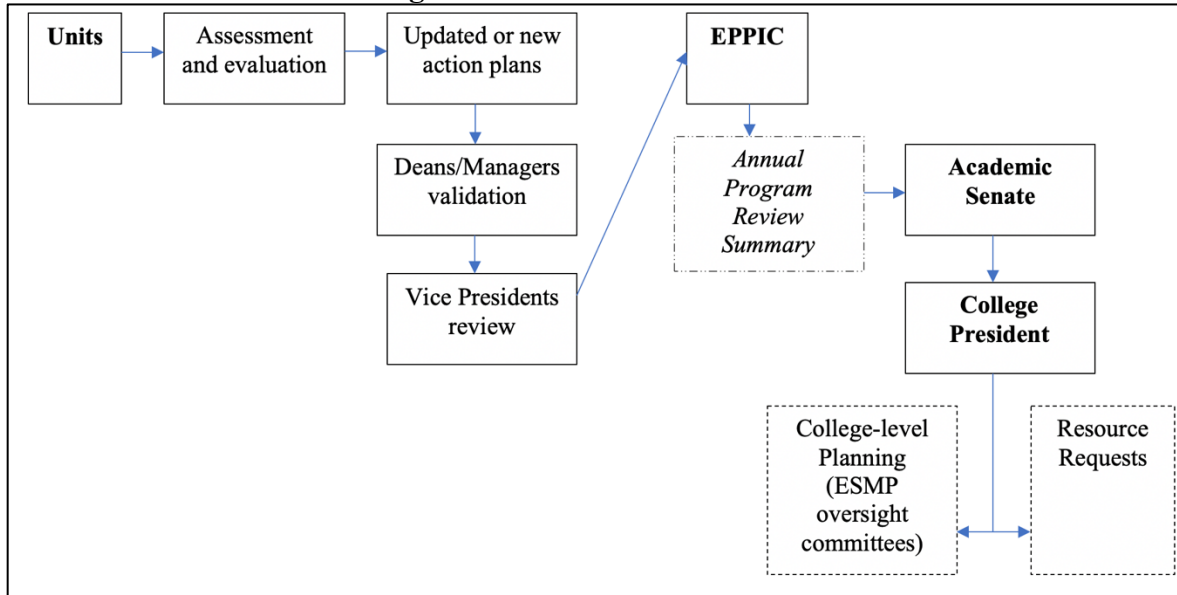 Units
Assessment
and evaluation
Updated or new
action plans
Deans/Managers
validation
Vice Presidents
review
EPPIC
Annual
Program
Review
Summary
Academic
Senate
College
President
College-level
Planning
(ESMP
oversight
committees)
Resource
Requests